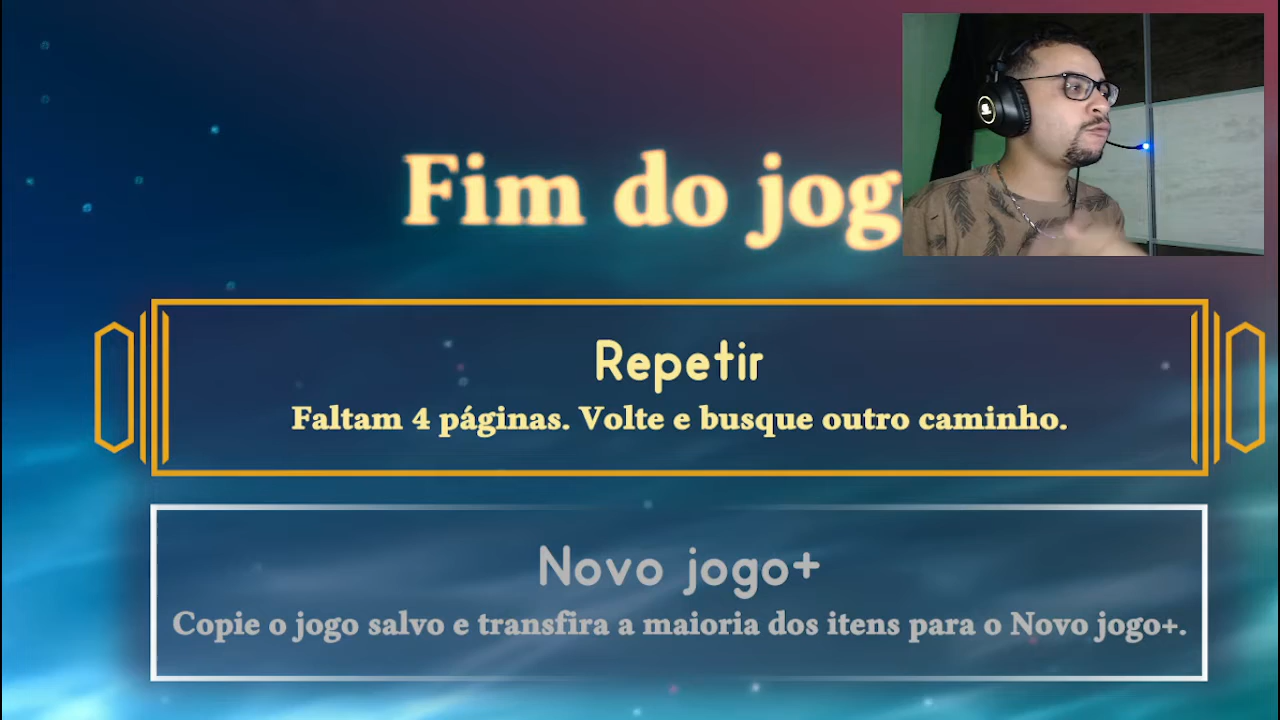 Fim do jog
Repetir
Faltam 4 páginas. Volte e busque outro caminho.
Novo jogo+
Copie o jogo salvo e transfira a maioria dos itens para o Novo jogo+.